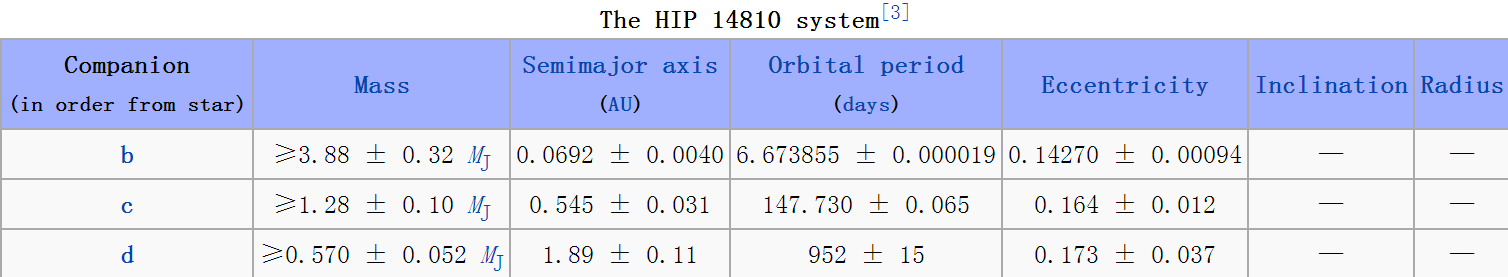 The HIP 14810 system[3]
Companion Mass Semimajor axis Orbital period Eccentricity Inclination Radius
(in order from star) (AU) (days)
b ≥3.88 ± 0.32 MJ 0.0692 ± 0.0040 6.673855 ± 0.000019 0.14270 ± 0.00094 — —
c ≥1.28 ± 0.10 MJ 0.545 ± 0.031 147.730 ± 0.065 0.164 ± 0.012 — —
d ≥0.570 ± 0.052 MJ 1.89 ± 0.11 952 ± 15 0.173 ± 0.037 — —